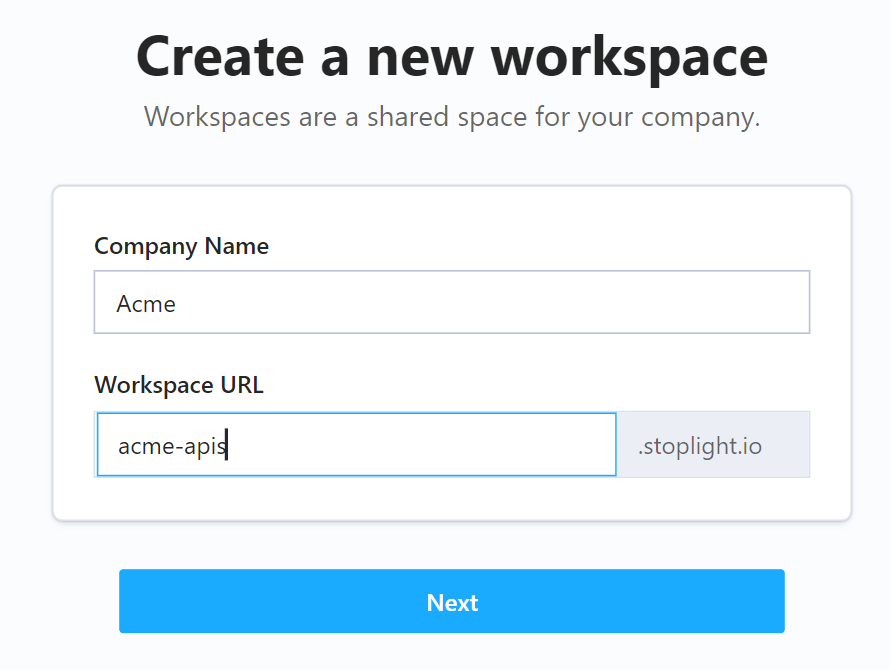 Create a new workspace
Workspaces are a shared space for your company.
Company Name
Acme
Workspace URL
acme-apis .stoplight.io
Next